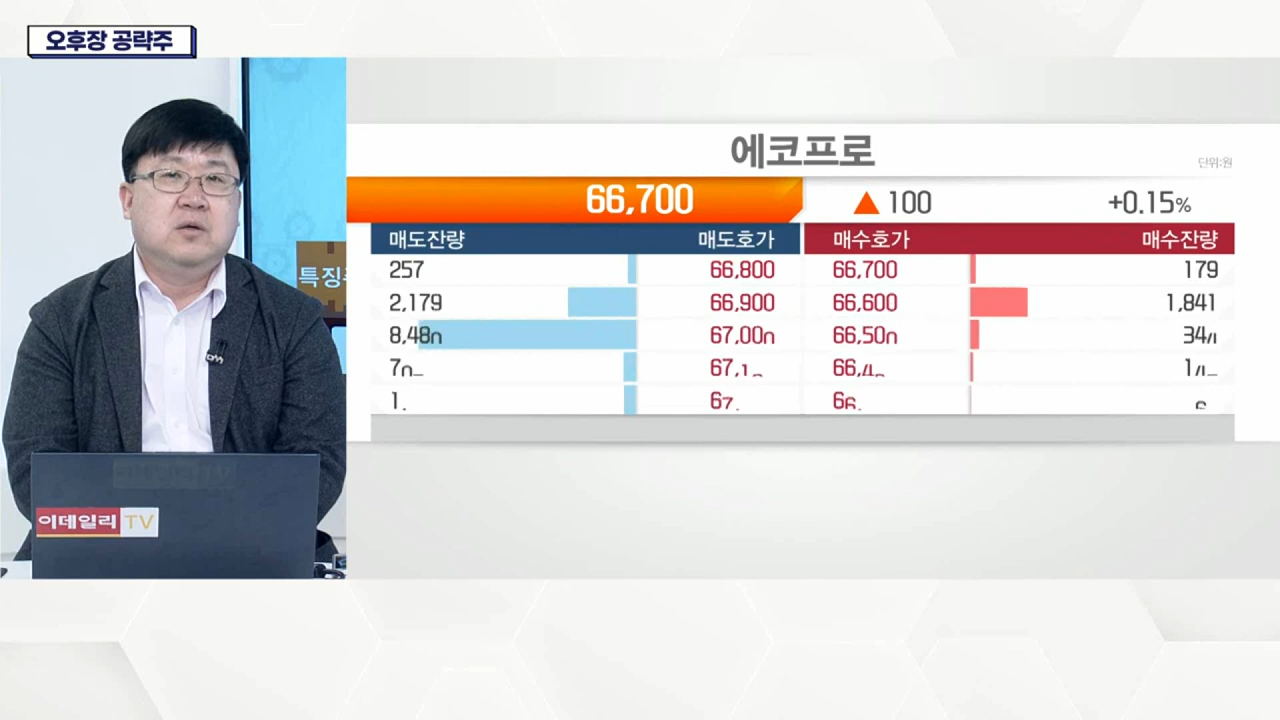 오후장 공략주
에코프로
단위:원
66,700 ▲ 100 +0.15%
매도잔량 매도호가 매수호가 매수잔량
257 66,800 66,700 179
2,179 66,900 66,600 1,841
특징
이데일리 TV